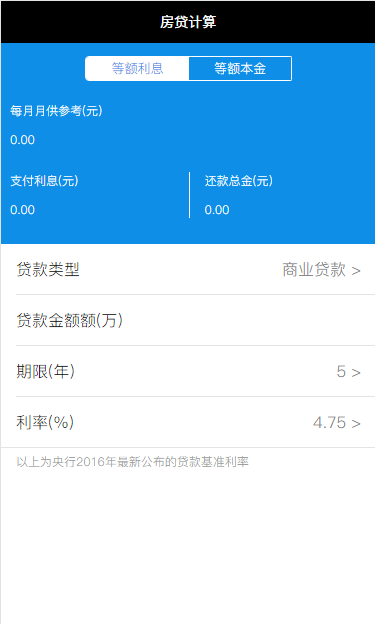 房贷计算
等额利息 等额本金
每月月供参考(元)
0.00
支付利息(元) 还款总金(元)
0.00 0.00
贷款类型 商业贷款 >
贷款金额额(万)
期限(年) 5 >
利率(%) 4.75 >
以上为央行2016年最新公布的贷款基准利率